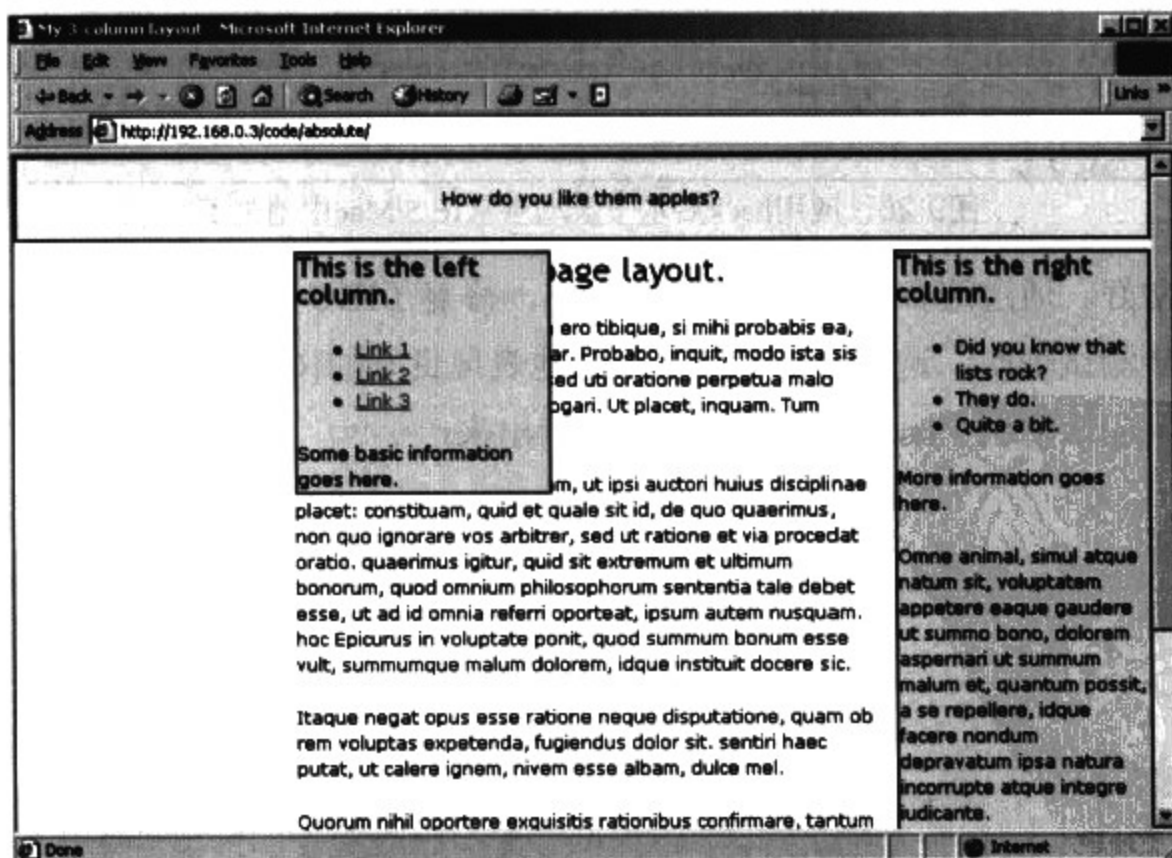 My 3-column layout - Microsoft Internet Explorer
File Edit View Favorites Tools Help
Back Search History Links
Address http://192.168.0.3/code/absolute/
How do you like them apples?
This is the left
column.
Link 1
Link 2
Link 3
Some basic information
goes here.
page layout.
ero tibique, si mihi probabis ea,
ar. Probabo, inquit, modo ista sis
sed uti oratione perpetua malo
ogari. Ut placet, inquam. Tum
m, ut ipsi auctori huius disciplinae
placet: constituam, quid et quale sit id, de quo quaerimus,
non quo ignorare vos arbitrer, sed ut ratione et via procedat
oratio. quaerimus igitur, quid sit extremum et ultimum
bonorum, quod omnium philosophorum sententia tale debet
esse, ut ad id omnia referri oporteat, ipsum autem nusquam.
hoc Epicurus in voluptate ponit, quod summum bonum esse
vult, summumque malum dolorem, idque instituit docere sic.
Itaque negat opus esse ratione neque disputatione, quam ob
rem voluptas expetenda, fugiendus dolor sit. sentiri haec
putat, ut calere ignem, nivem esse albam, dulce mel.
Quorum nihil oportere exquisitis rationibus confirmare, tantum
This is the right
column.
Did you know that
lists rock?
They do.
Quite a bit.
More information goes
here.
Omne animal, simul atque
natum sit, voluptatem
appetere eaque gaudere
ut summo bono, dolorem
aspernari ut summum
malum et, quantum possit,
a se repellere, idque
facere nondum
depravatum ipsa natura
incorrupte atque integre
iudicante.
Done Internet